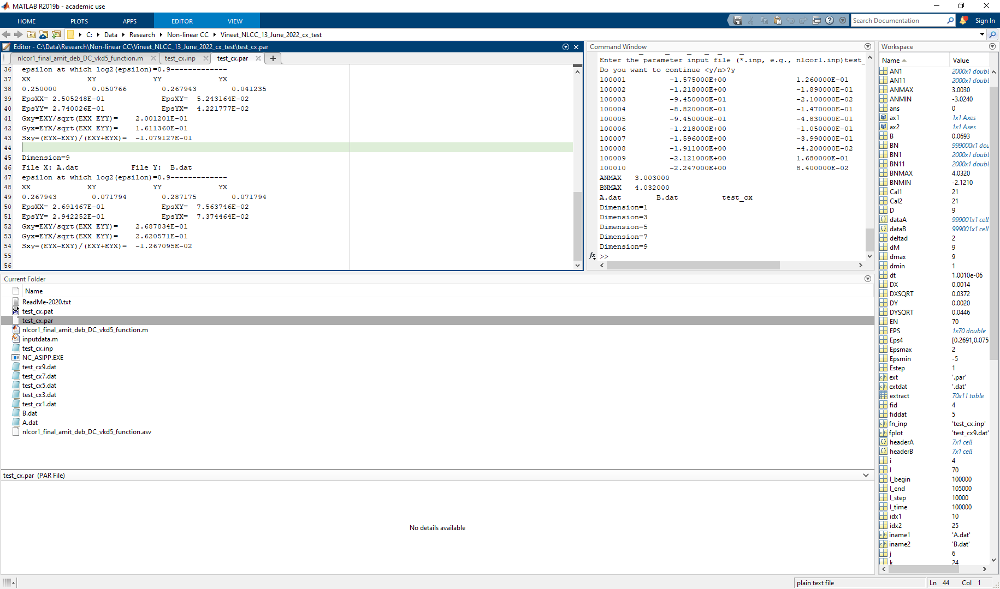 MATLAB R2019b - academic use
HOME PLOTS APPS EDITOR VIEW
Search Documentation
Sign In
C: Data Research Non-linear CC Vineet_NLCC_13_June_2022_cx_test
Editor - C:\Data\Research\Non-linear CC\Vineet_NLCC_13_June_2022_cx_test\test_cx.par
nlcor1_final_amit_deb_DC_vkd5_function.m test_cx.inp test_cx.par
36 epsilon at which log2(epsilon)=0.9-------------
37 XX XY YY YX
38 0.250000 0.050766 0.267943 0.041235
39 EpsXX= 2.505248E-01 EpsXY= 5.243164E-02
40 EpsYY= 2.740026E-01 EpsYX= 4.221777E-02
41 Gxy=EXY/sqrt(EXX EYY)= 2.001201E-01
42 Gyx=EYX/sqrt(EXX EYY)= 1.611360E-01
43 Sxy=(EYX-EXY)/(EXY+EYX)= -1.079127E-01
44
45 Dimension=9
46 File X: A.dat File Y: B.dat
47 epsilon at which log2(epsilon)=0.9-------------
48 XX XY YY YX
49 0.267943 0.071794 0.287175 0.071794
50 EpsXX= 2.691467E-01 EpsXY= 7.563746E-02
51 EpsYY= 2.942252E-01 EpsYX= 7.374464E-02
52 Gxy=EXY/sqrt(EXX EYY)= 2.687834E-01
53 Gyx=EYX/sqrt(EXX EYY)= 2.620571E-01
54 Sxy=(EYX-EXY)/(EXY+EYX)= -1.267095E-02
55
56
Command Window
Enter the parameter input file (*.inp, e.g., nlcor1.inp)test_
Do you want to continue <y/n>?y
100001 -1.575000E+00 1.260000E-01
100002 -1.218000E+00 -1.890000E-01
100003 -9.450000E-01 -2.100000E-02
100004 -8.820000E-01 -1.470000E-01
100005 -9.450000E-01 -4.830000E-01
100006 -1.218000E+00 -1.050000E-01
100007 -1.596000E+00 -3.990000E-01
100008 -1.911000E+00 -4.200000E-02
100009 -2.121000E+00 1.680000E-01
100010 -2.247000E+00 8.400000E-02
ANMAX 3.003000
BNMAX 4.032000
A.dat B.dat test_cx
Dimension=1
Dimension=3
Dimension=5
Dimension=7
Dimension=9
fx >>
Current Folder
Name
ReadMe-2020.txt
test_cx.pat
test_cx.par
nlcor1_final_amit_deb_DC_vkd5_function.m
inputdata.m
test_cx.inp
NC_ASIPP.EXE
test_cx9.dat
test_cx7.dat
test_cx5.dat
test_cx3.dat
test_cx1.dat
B.dat
A.dat
nlcor1_final_amit_deb_DC_vkd5_function.asv
test_cx.par (PAR File)
No details available
Workspace
Name Value
AN1 2000x1 doubl
AN11 2000x1 doubl
ANMAX 3.0030
ANMIN -3.0240
ans 0
ax1 1x1 Axes
ax2 1x1 Axes
B 0.0693
BN 999000x1 dou
BN1 2000x1 doubl
BN11 2000x1 doubl
BNMAX 4.0320
BNMIN -2.1210
Cal1 21
Cal2 21
D 9
dataA 999001x1 cell
dataB 999001x1 cell
deltad 2
dM 9
dmax 9
dmin 1
dt 1.0010e-06
DX 0.0014
DXSQRT 0.0372
DY 0.0020
DYSQRT 0.0446
EN 70
EPS 1x70 double
Eps4 [0.2691,0.075
Epsmax 2
Epsmin -5
Estep 1
ext '.par'
extdat '.dat'
extract 70x11 table
fid 4
fiddat 5
fn_inp 'test_cx.inp'
fplot 'test_cx9.dat'
headerA 7x1 cell
headerB 7x1 cell
i 4
I 70
I_begin 100000
I_end 105000
I_step 10000
I_time 100000
idx1 10
idx2 25
iname1 'A.dat'
iname2 'B.dat'
j 6
k 24
plain text file
Ln 44 Col 1